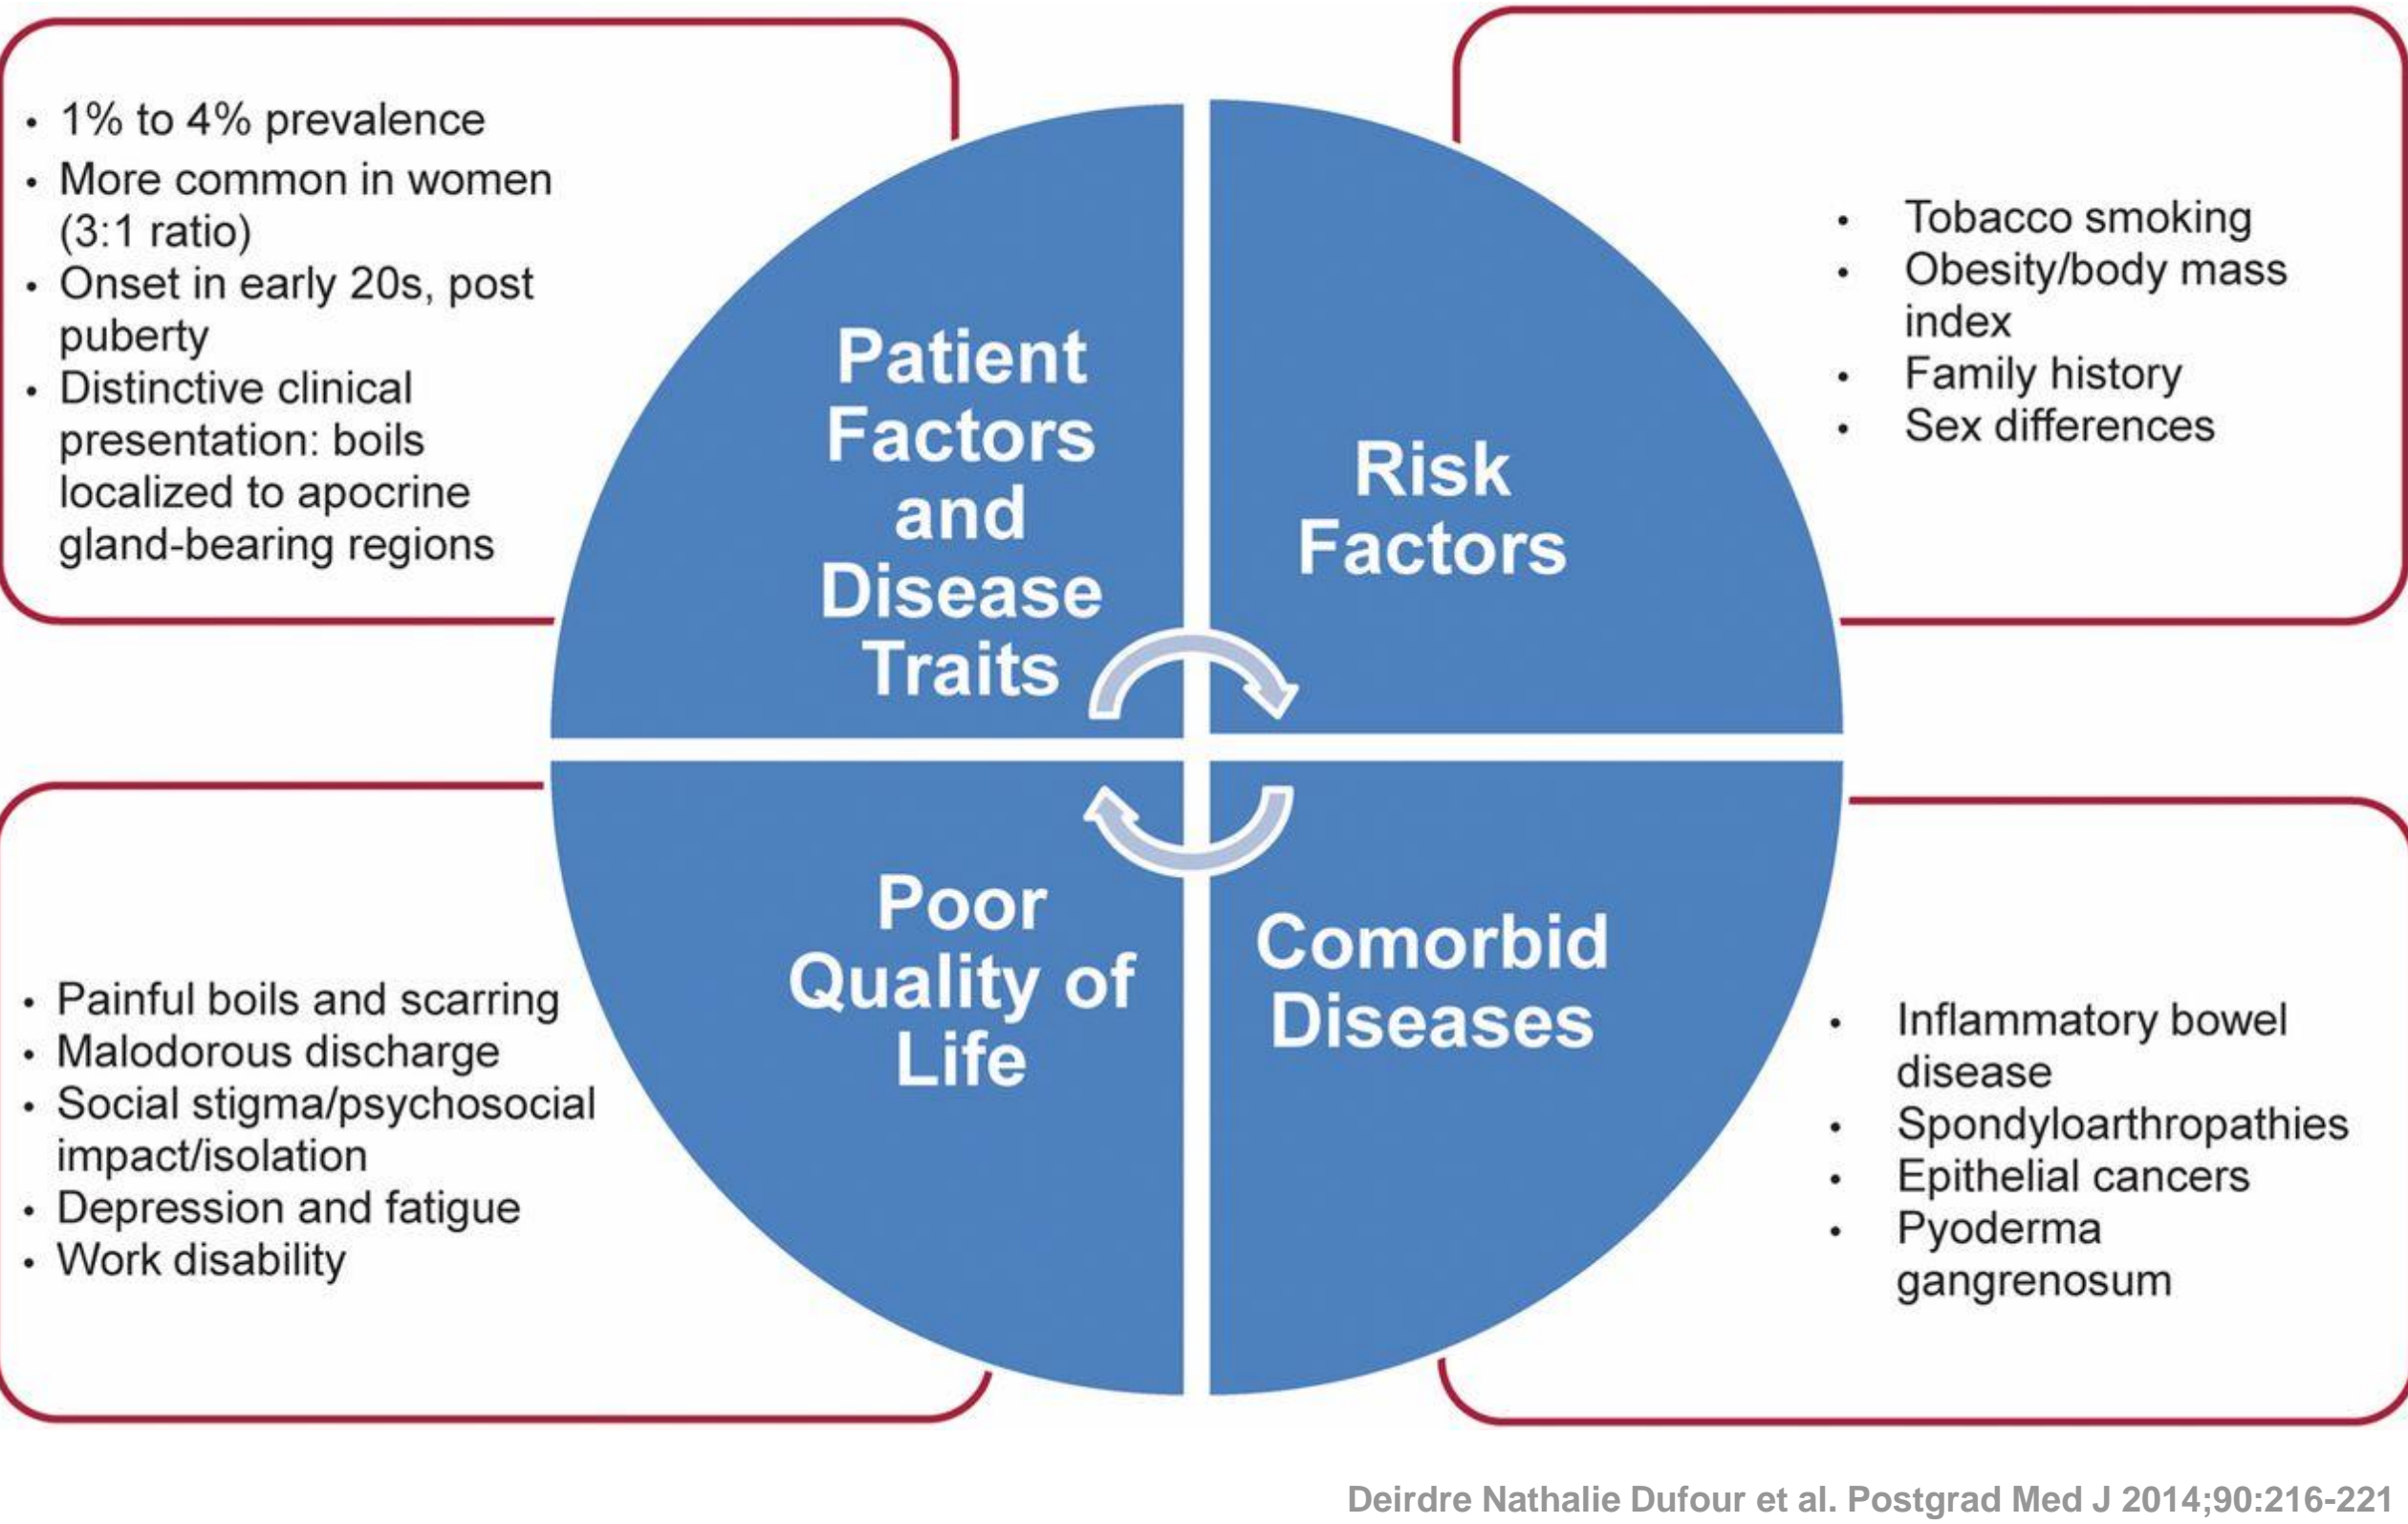 • 1% to 4% prevalence
• More common in women
(3:1 ratio)
• Onset in early 20s, post
puberty
• Distinctive clinical
presentation: boils
localized to apocrine
gland-bearing regions
Patient
Factors
and
Disease
Traits
Risk
Factors
• Tobacco smoking
• Obesity/body mass
index
• Family history
• Sex differences
• Painful boils and scarring
• Malodorous discharge
• Social stigma/psychosocial
impact/isolation
• Depression and fatigue
• Work disability
Poor
Quality of
Life
Comorbid
Diseases
• Inflammatory bowel
disease
• Spondyloarthropathies
• Epithelial cancers
• Pyoderma
gangrenosum
Deirdre Nathalie Dufour et al. Postgrad Med J 2014;90:216-221